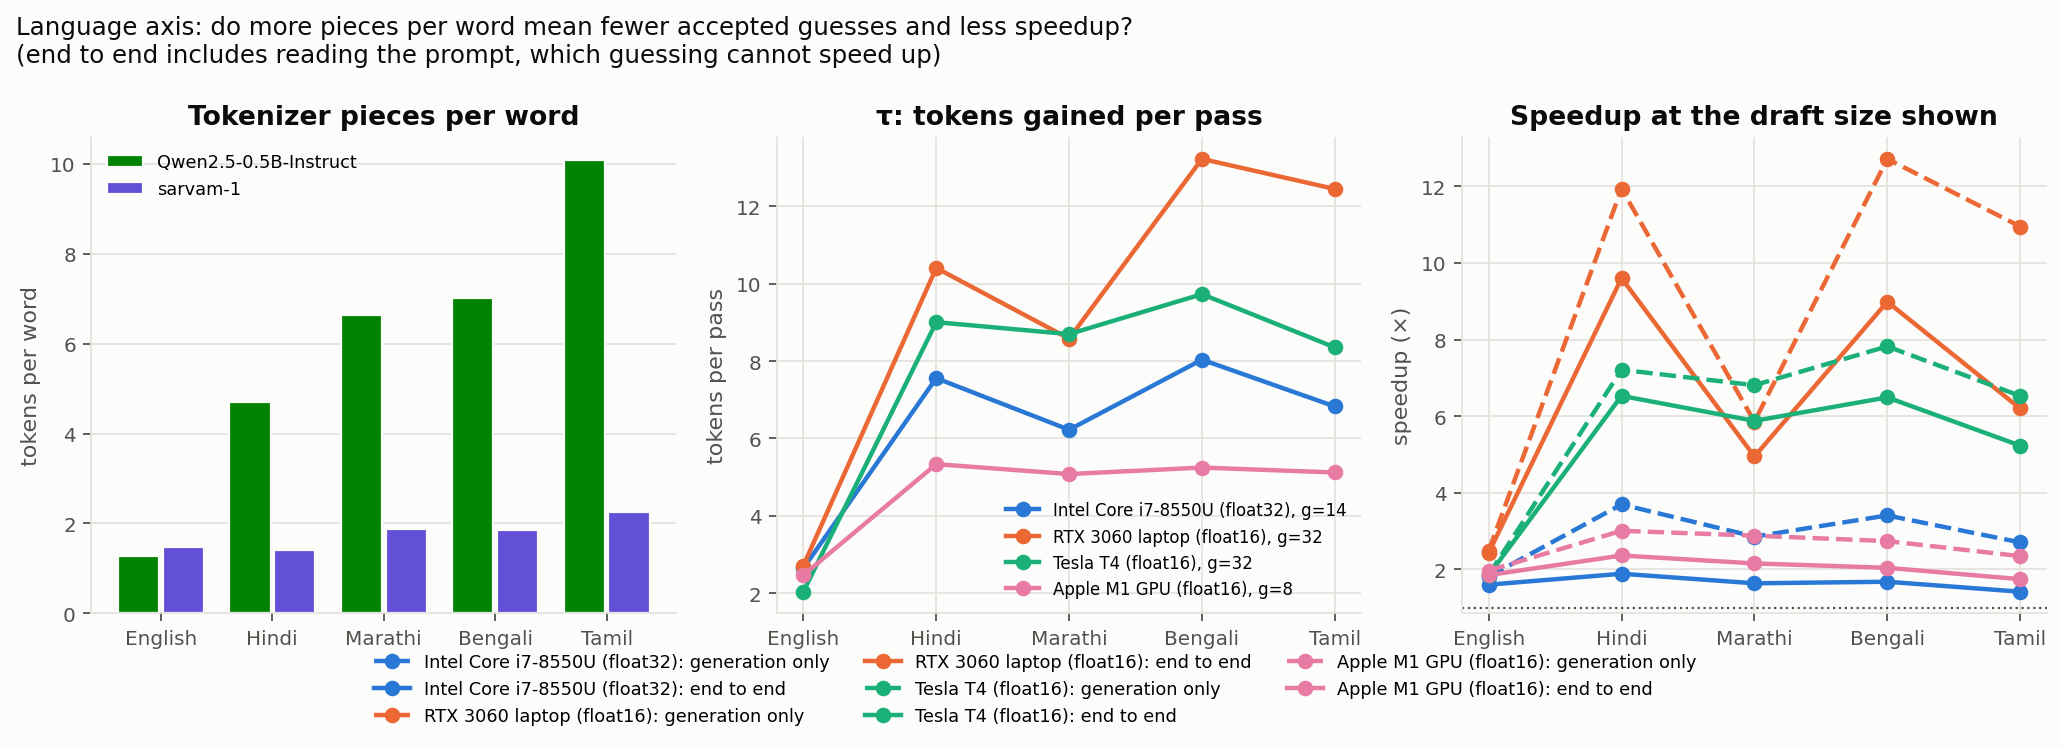 Language axis: do more pieces per word mean fewer accepted guesses and less speedup?
(end to end includes reading the prompt, which guessing cannot speed up)
Tokenizer pieces per word
tokens per word
10
8
6
4
2
0
Qwen2.5-0.5B-Instruct
sarvam-1
English
Hindi
Marathi
Bengali
Tamil
τ: tokens gained per pass
tokens per pass
12
10
8
6
4
2
Intel Core i7-8550U (float32), g=14
RTX 3060 laptop (float16), g=32
Tesla T4 (float16), g=32
Apple M1 GPU (float16), g=8
English
Hindi
Marathi
Bengali
Tamil
Speedup at the draft size shown
speedup (×)
12
10
8
6
4
2
English
Hindi
Marathi
Bengali
Tamil
Intel Core i7-8550U (float32): generation only
Intel Core i7-8550U (float32): end to end
RTX 3060 laptop (float16): generation only
RTX 3060 laptop (float16): end to end
Tesla T4 (float16): generation only
Tesla T4 (float16): end to end
Apple M1 GPU (float16): generation only
Apple M1 GPU (float16): end to end